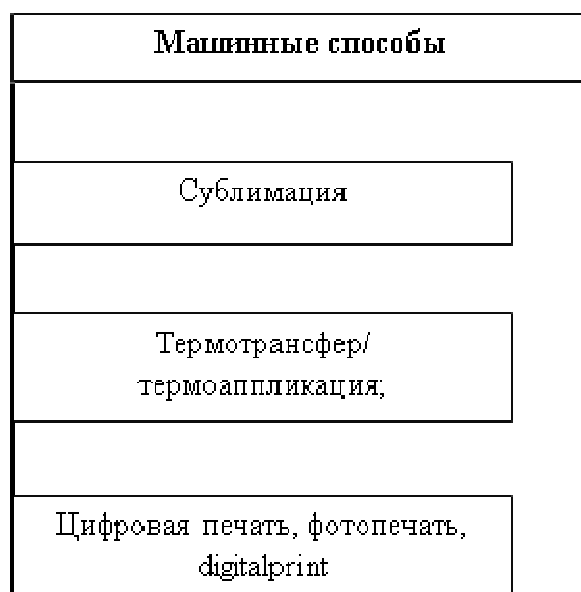 Машинные способы
Сублимация
Термотрансфер/
термоаппликация;
Цифровая печать, фотопечать,
digitalprint